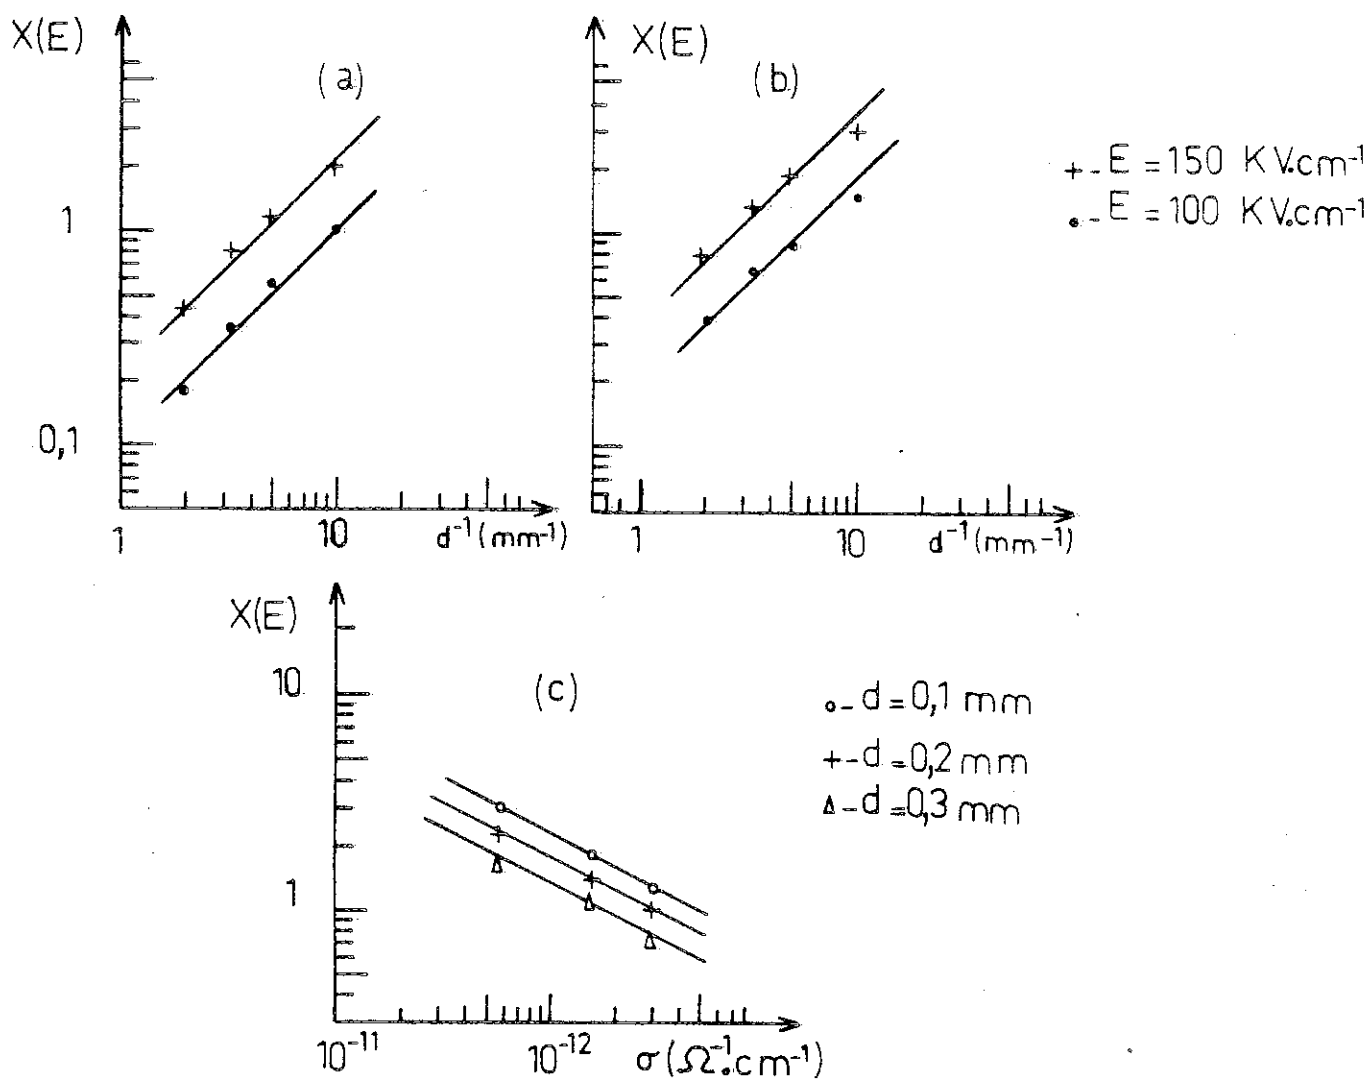 X(E)
(a)
1
0,1
1
10
d⁻¹(mm⁻¹)
X(E)
(b)
1
10
d⁻¹(mm⁻¹)
+ - E = 150 KV.cm⁻¹
• - E = 100 KV.cm⁻¹
X(E)
(c)
10
1
10⁻¹¹
10⁻¹²
σ(Ω⁻¹.cm⁻¹)
o - d = 0,1 mm
+ - d = 0,2 mm
Δ - d = 0,3 mm